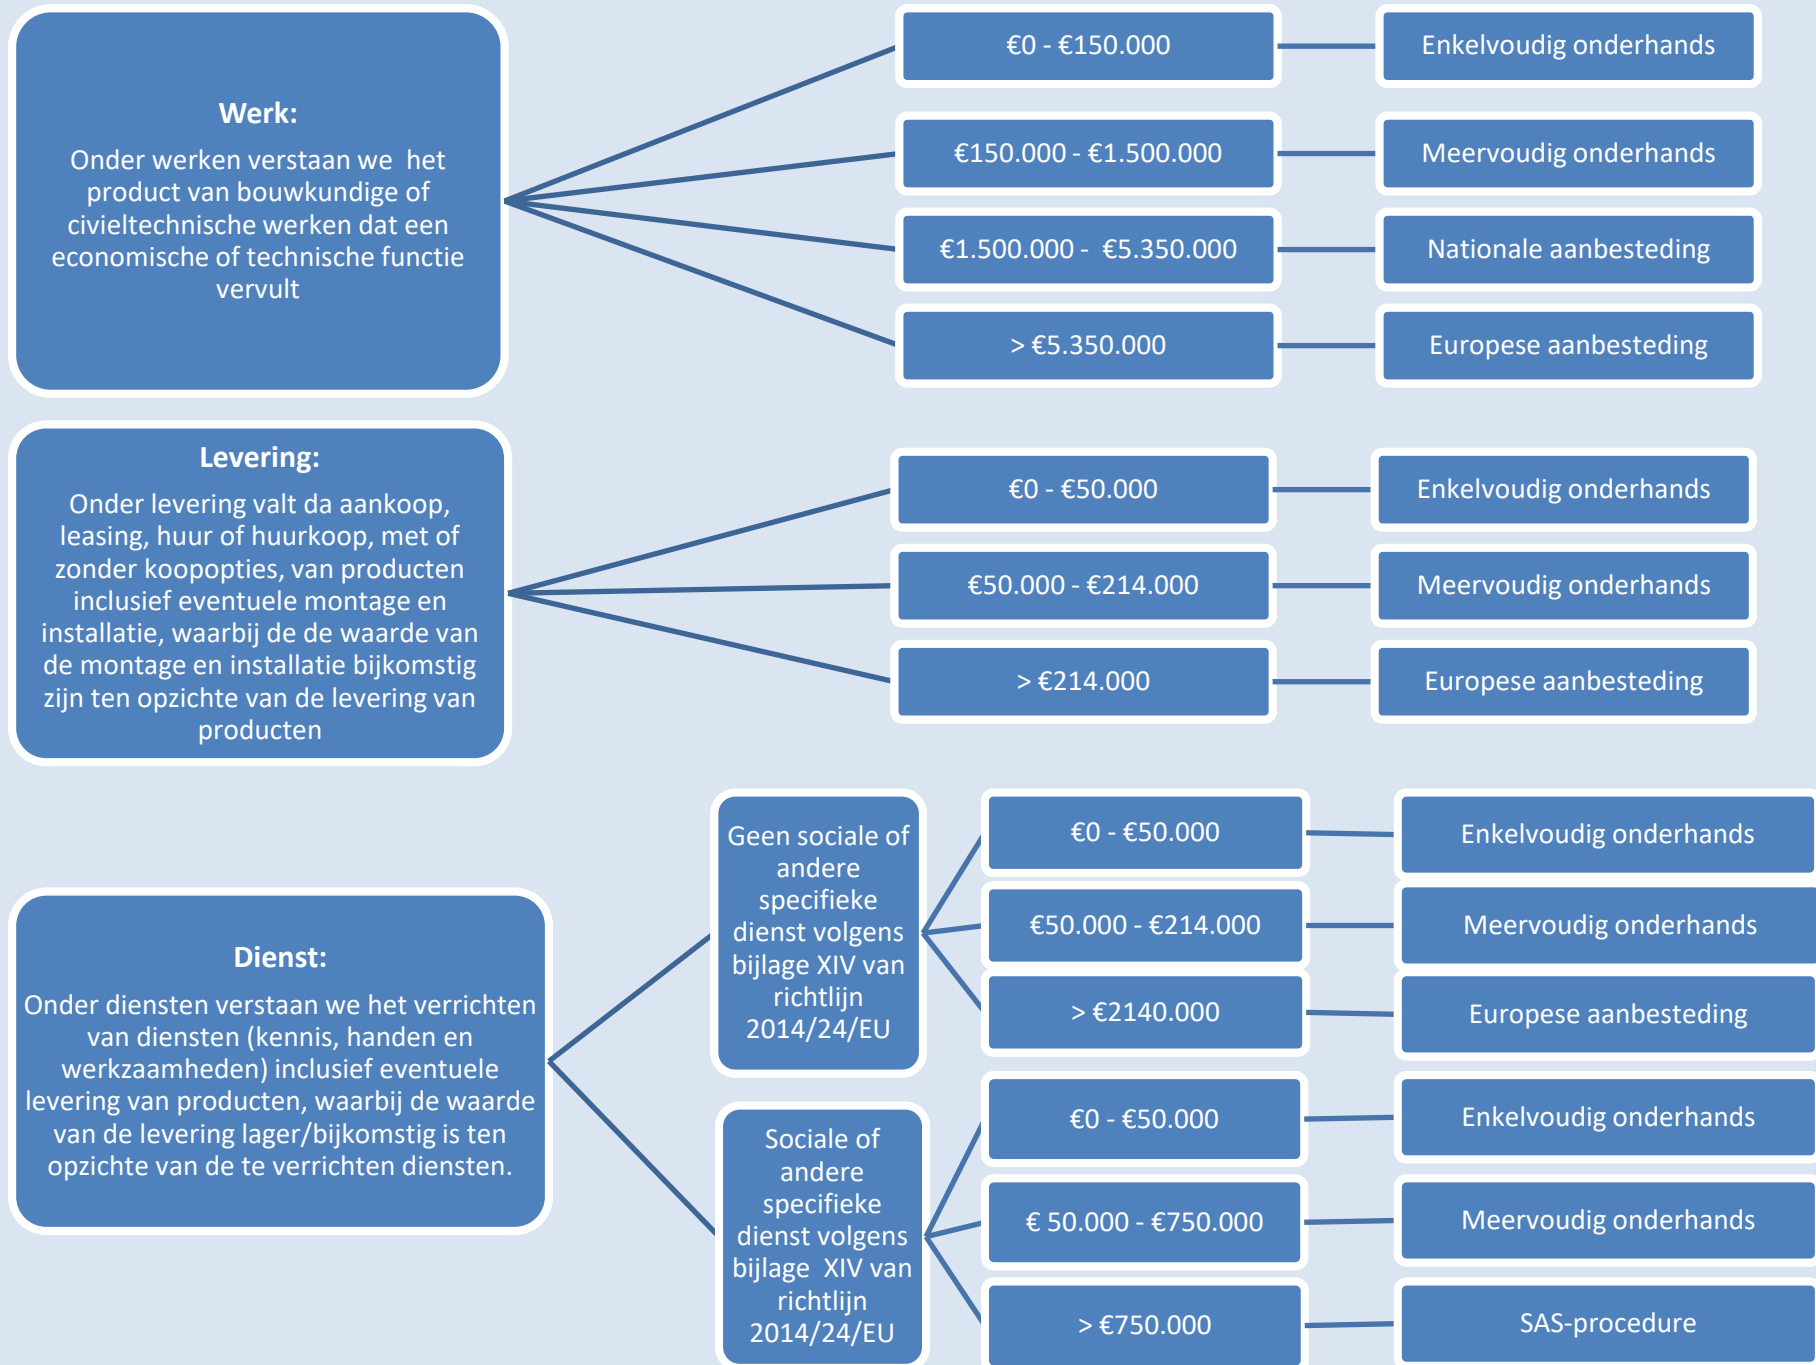 Werk:
Onder werken verstaan we  het
product van bouwkundige of
civieltechnische werken dat een
economische of technische functie
vervult
€0 - €150.000
Enkelvoudig onderhands
€150.000 - €1.500.000
Meervoudig onderhands
€1.500.000 -  €5.350.000
Nationale aanbesteding
> €5.350.000
Europese aanbesteding
Levering:
Onder levering valt da aankoop,
leasing, huur of huurkoop, met of
zonder koopopties, van producten
inclusief eventuele montage en
installatie, waarbij de de waarde van
de montage en installatie bijkomstig
zijn ten opzichte van de levering van
producten
€0 - €50.000
Enkelvoudig onderhands
€50.000 - €214.000
Meervoudig onderhands
> €214.000
Europese aanbesteding
Dienst:
Onder diensten verstaan we het verrichten
van diensten (kennis, handen en
werkzaamheden) inclusief eventuele
levering van producten, waarbij de waarde
van de levering lager/bijkomstig is ten
opzichte van de te verrichten diensten.
Geen sociale of
andere
specifieke
dienst volgens
bijlage XIV van
richtlijn
2014/24/EU
€0 - €50.000
Enkelvoudig onderhands
€50.000 - €214.000
Meervoudig onderhands
> €2140.000
Europese aanbesteding
Sociale of
andere
specifieke
dienst volgens
bijlage  XIV van
richtlijn
2014/24/EU
€0 - €50.000
Enkelvoudig onderhands
€ 50.000 - €750.000
Meervoudig onderhands
> €750.000
SAS-procedure